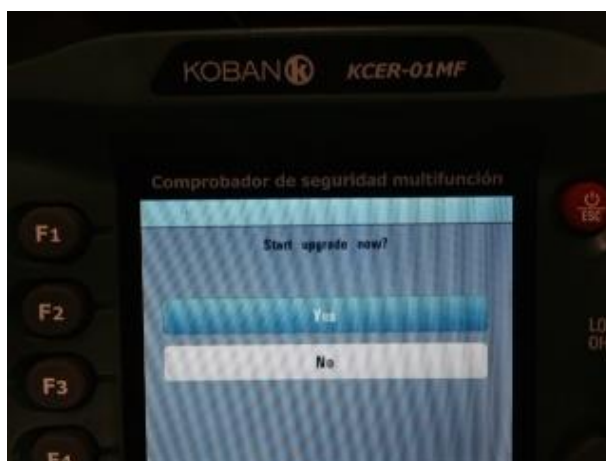 KOBAN K KCER-01MF
Comprobador de seguridad multifunción
Start upgrade now?
Yes
No
F1
F2
F3
ESC